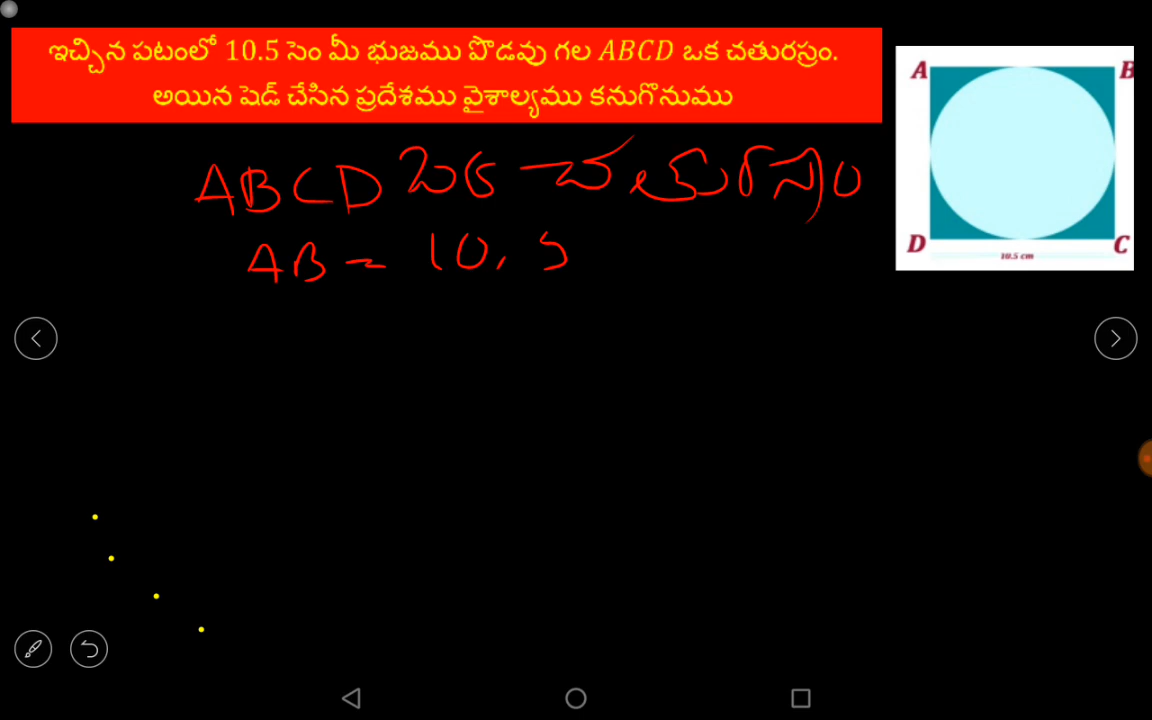 ఇచ్చిన పటంలో 10.5 సెం మీ భుజము పొడవు గల ABCD ఒక చతురస్రం.
అయిన షెడ్ చేసిన ప్రదేశము వైశాల్యము కనుగొనుము
A B
D C
10.5 cm
ABCD ఒక చతురస్రం
AB = 10.5